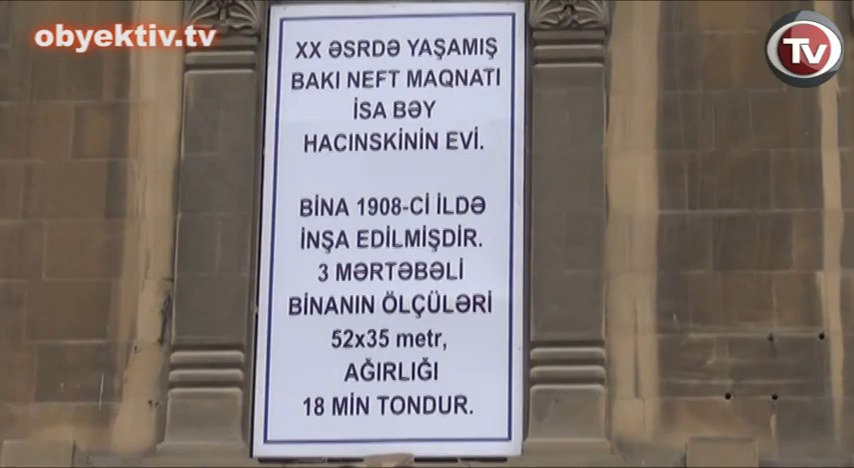 obyektiv.tv
TV
XX ƏSRDƏ YAŞAMIŞ
BAKI NEFT MAQNATI
İSA BƏY
HACINSKİNİN EVİ.
BİNA 1908-Cİ İLDƏ
İNŞA EDİLMİŞDİR.
3 MƏRTƏBƏLİ
BİNANIN ÖLÇÜLƏRİ
52x35 metr,
AĞIRLIĞI
18 MİN TONDUR.